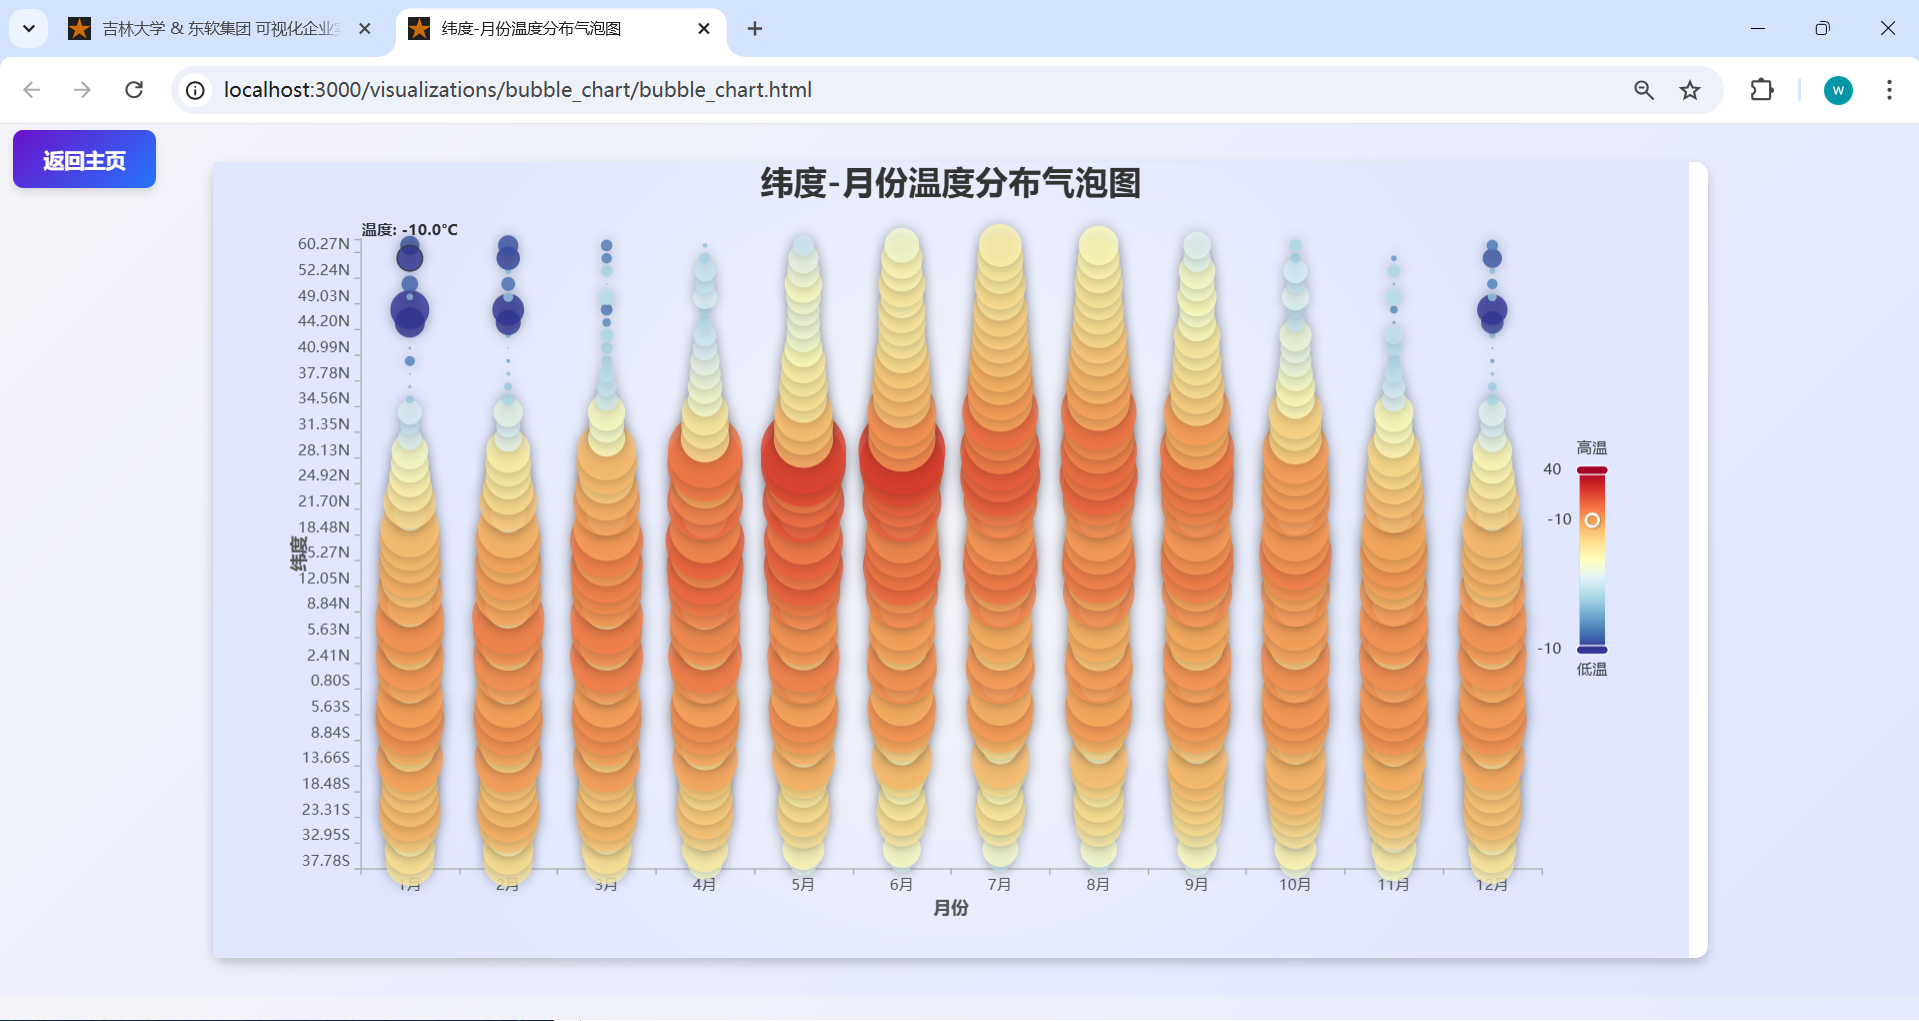 吉林大学 & 东软集团 可视化企业
纬度-月份温度分布气泡图
localhost:3000/visualizations/bubble_chart/bubble_chart.html
W
返回主页
纬度-月份温度分布气泡图
温度: -10.0°C
60.27N
52.24N
49.03N
44.20N
40.99N
37.78N
34.56N
31.35N
28.13N
24.92N
21.70N
18.48N
5.27N
12.05N
8.84N
5.63N
2.41N
0.80S
5.63S
8.84S
13.66S
18.48S
23.31S
32.95S
37.78S
纬度
1月
2月
3月
4月
5月
6月
7月
8月
9月
10月
11月
12月
月份
高温
40
-10
-10
低温